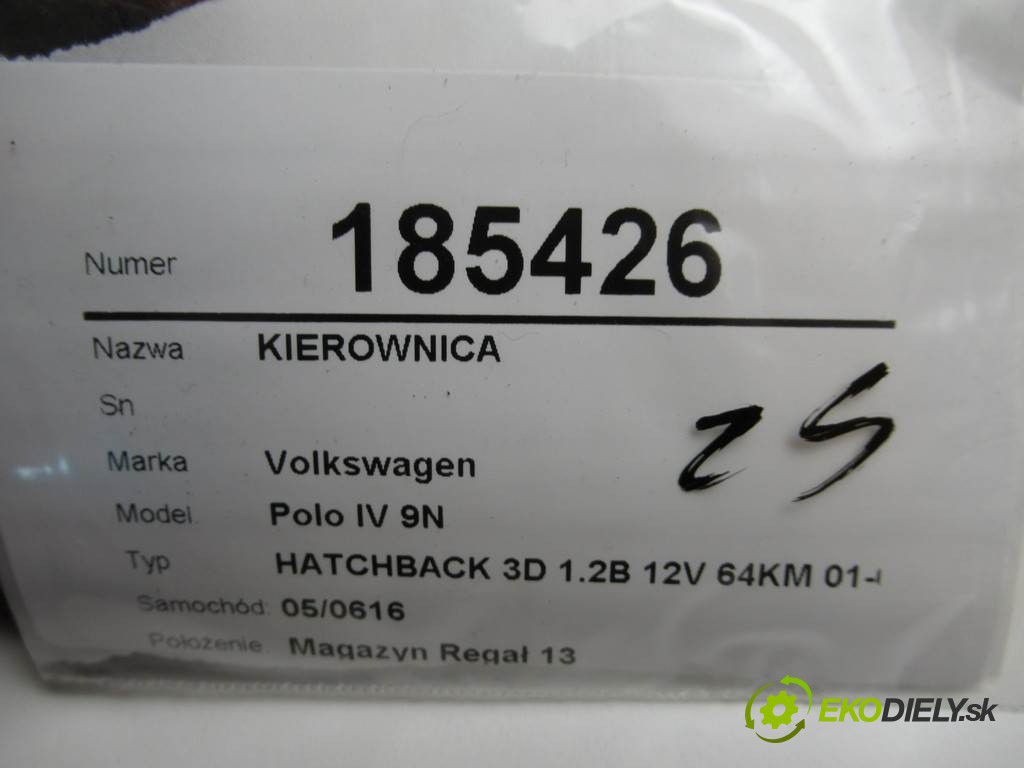 Numer 185426
Nazwa KIEROWNICA
Sn
Marka Volkswagen
Model Polo IV 9N
Typ HATCHBACK 3D 1.2B 12V 64KM 01-
Samochód: 05/0616
Położenie: Magazyn Regał 13
EKODIELY.sk